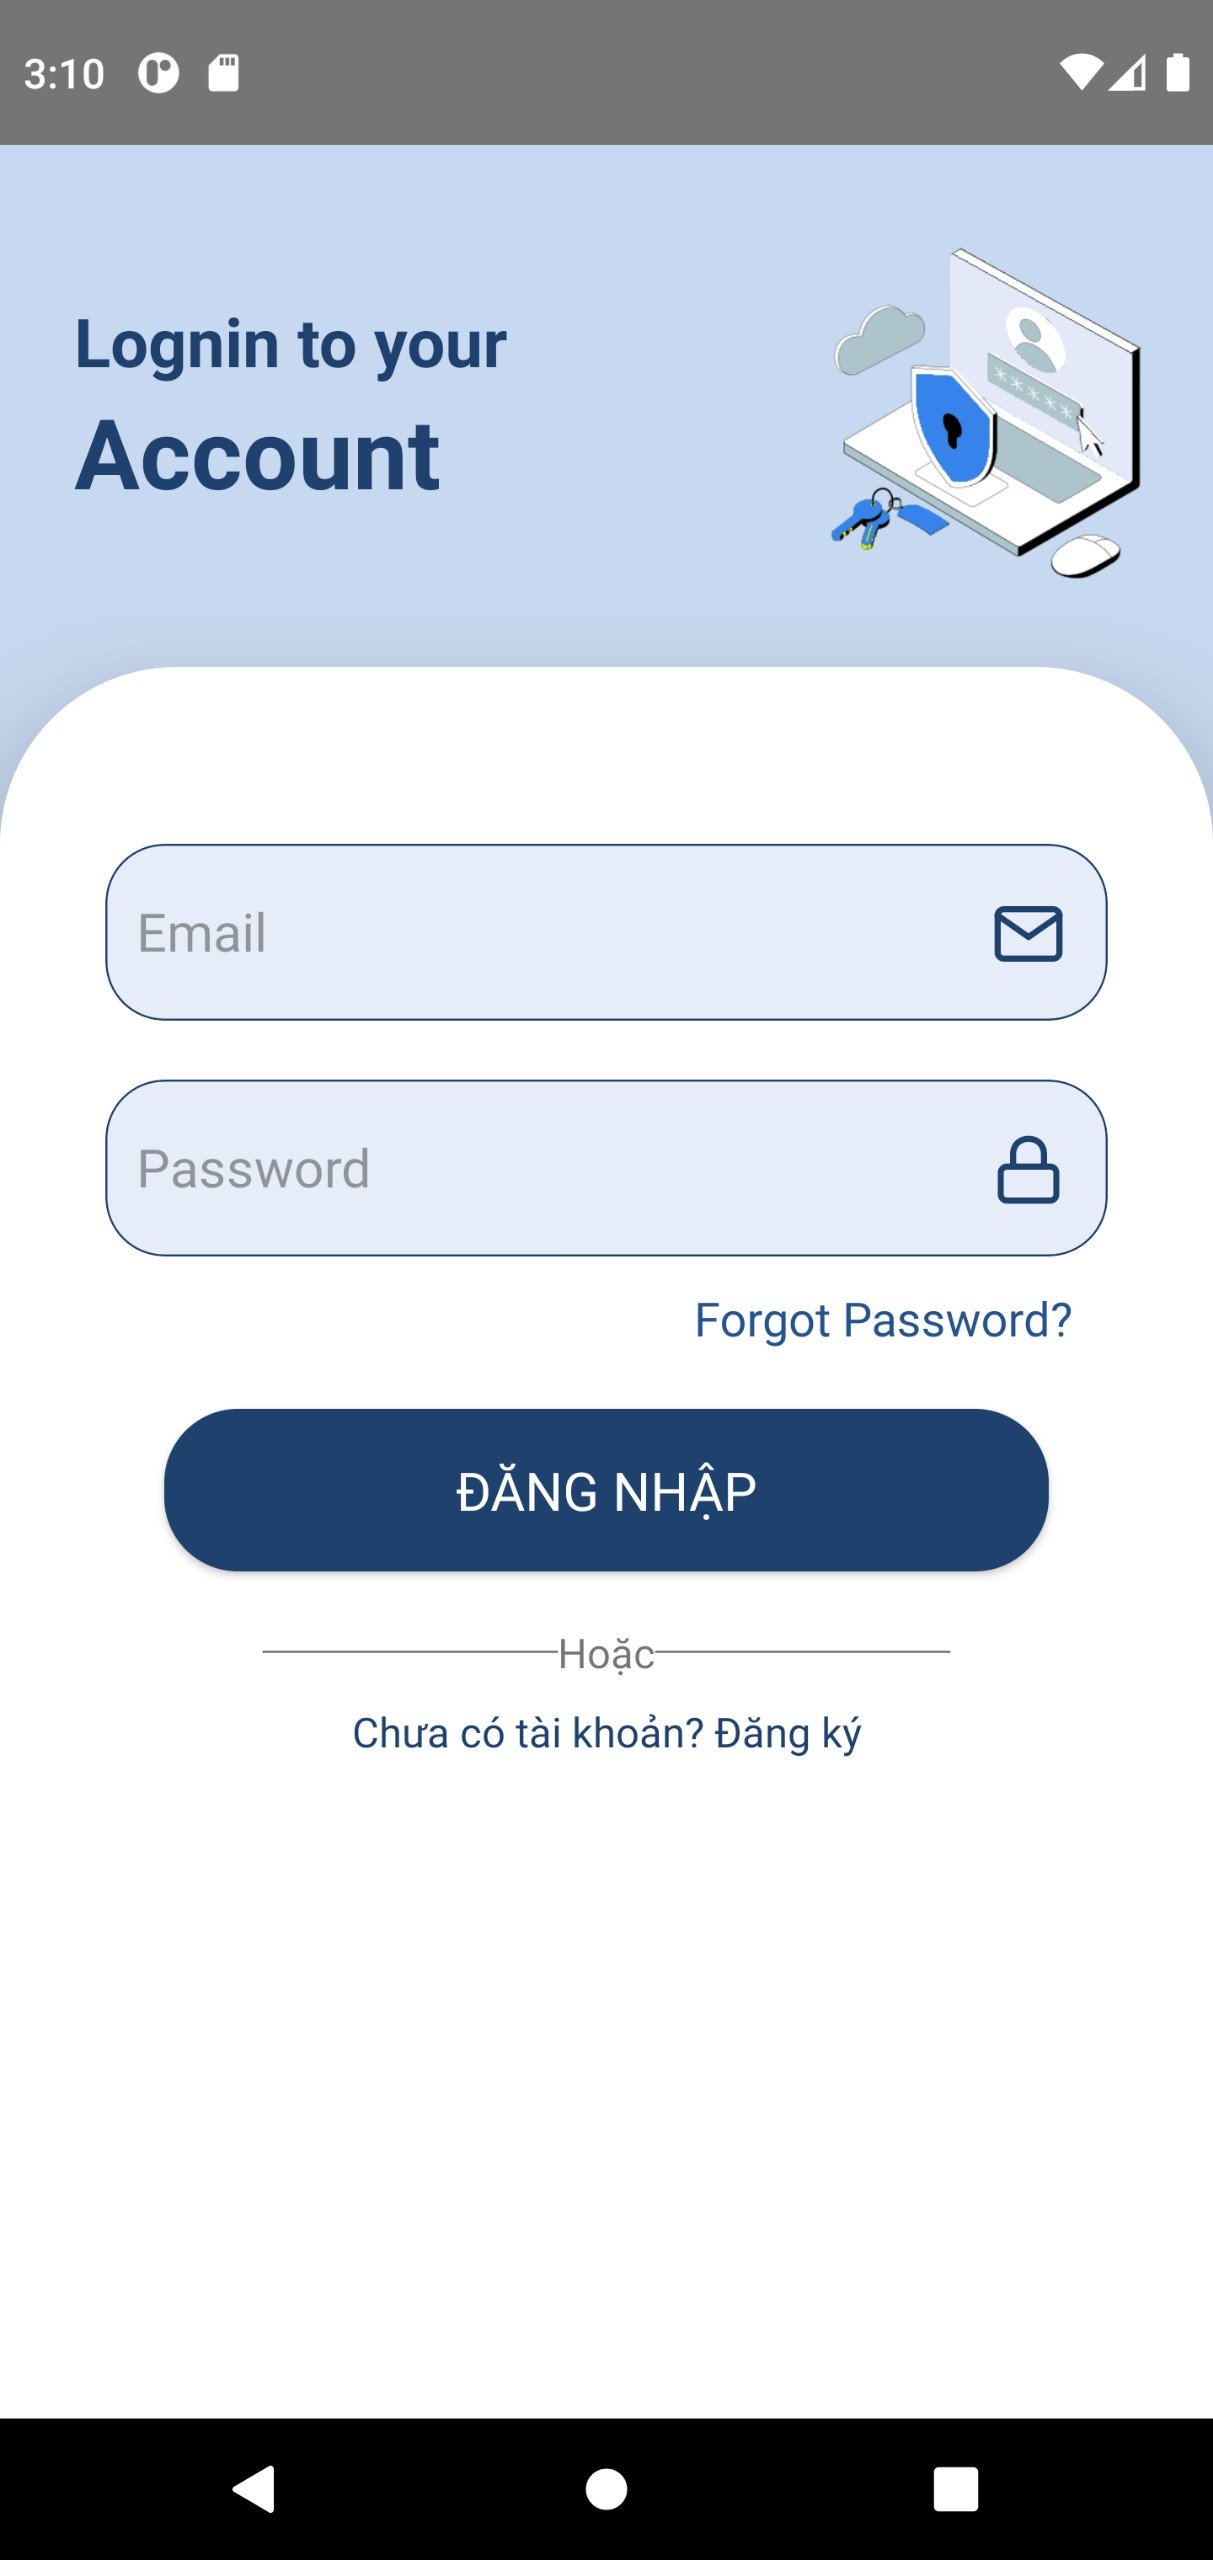 3:10
Lognin to your
Account
*****
Email
Password
Forgot Password?
ĐĂNG NHẬP
Hoặc
Chưa có tài khoản? Đăng ký